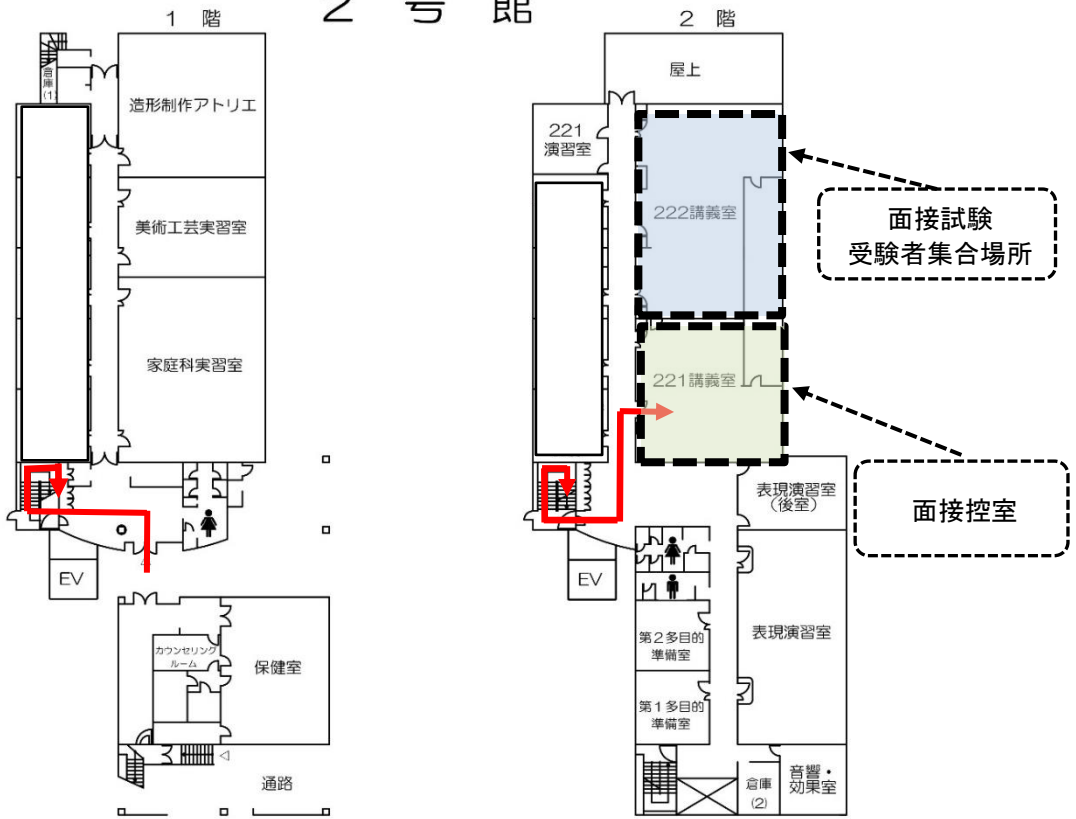 ２号館
１階
倉庫
(1)
造形制作アトリエ
美術工芸実習室
家庭科実習室
EV
カウンセリング
ルーム
保健室
通路
２階
屋上
221
演習室
222講義室
面接試験
受験者集合場所
221講義室
面接控室
表現演習室
（後室）
EV
表現演習室
第２多目的
準備室
第１多目的
準備室
倉庫
(2)
音響・
効果室